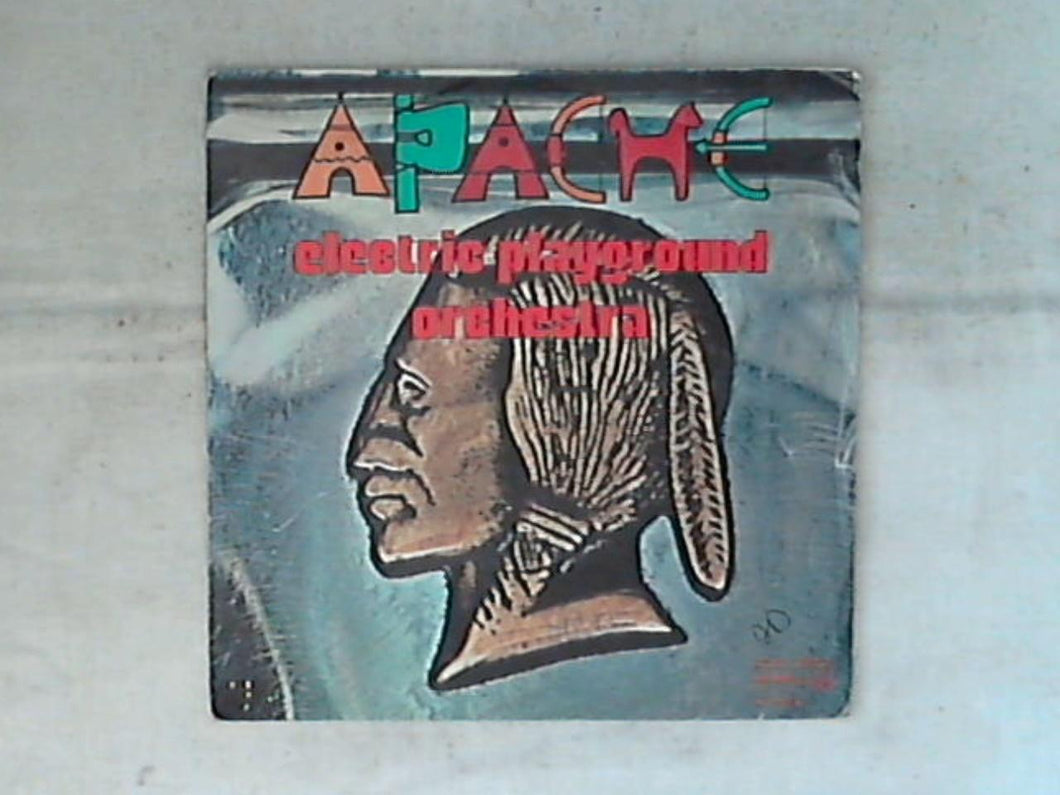 APACHE
electric playground
orchestra